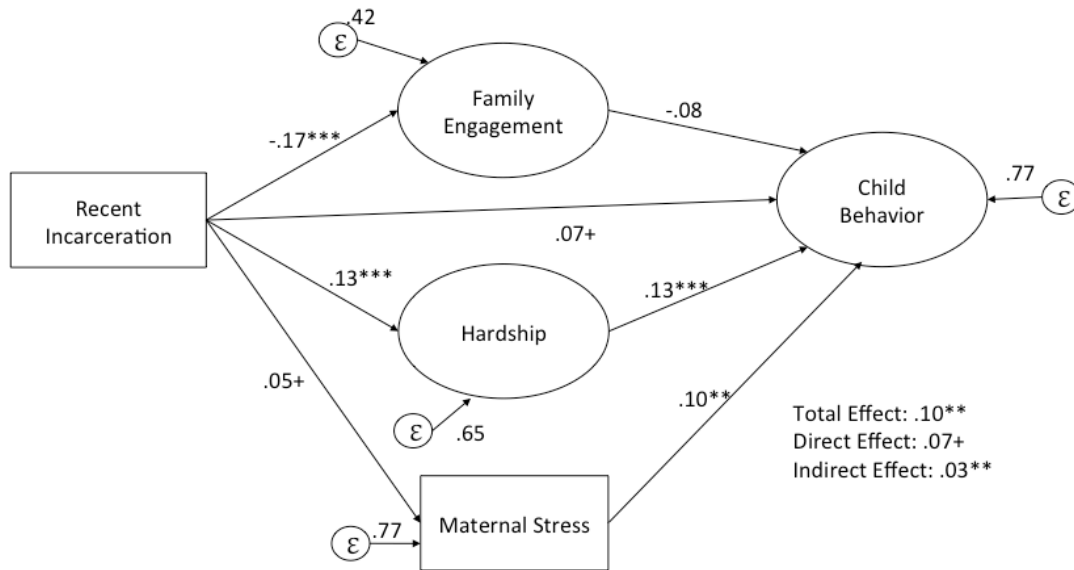 .42
ε
Family
Engagement
-.08
-.17***
Recent
Incarceration
Child
Behavior
.77
ε
.07+
.13***
.13***
Hardship
.05+
.10**
ε
.65
Total Effect: .10**
Direct Effect: .07+
Indirect Effect: .03**
Maternal Stress
.77
ε